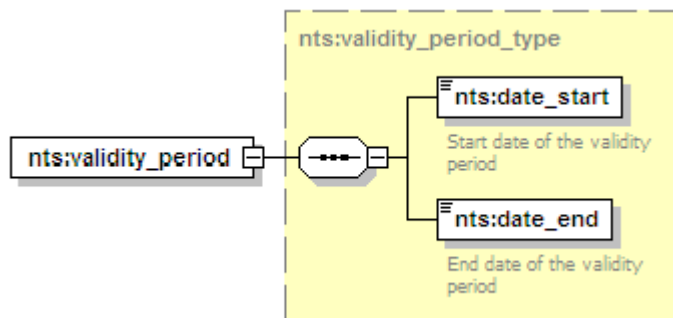 nts:validity_period_type
nts:date_start
Start date of the validity
period
nts:validity_period
nts:date_end
End date of the validity
period